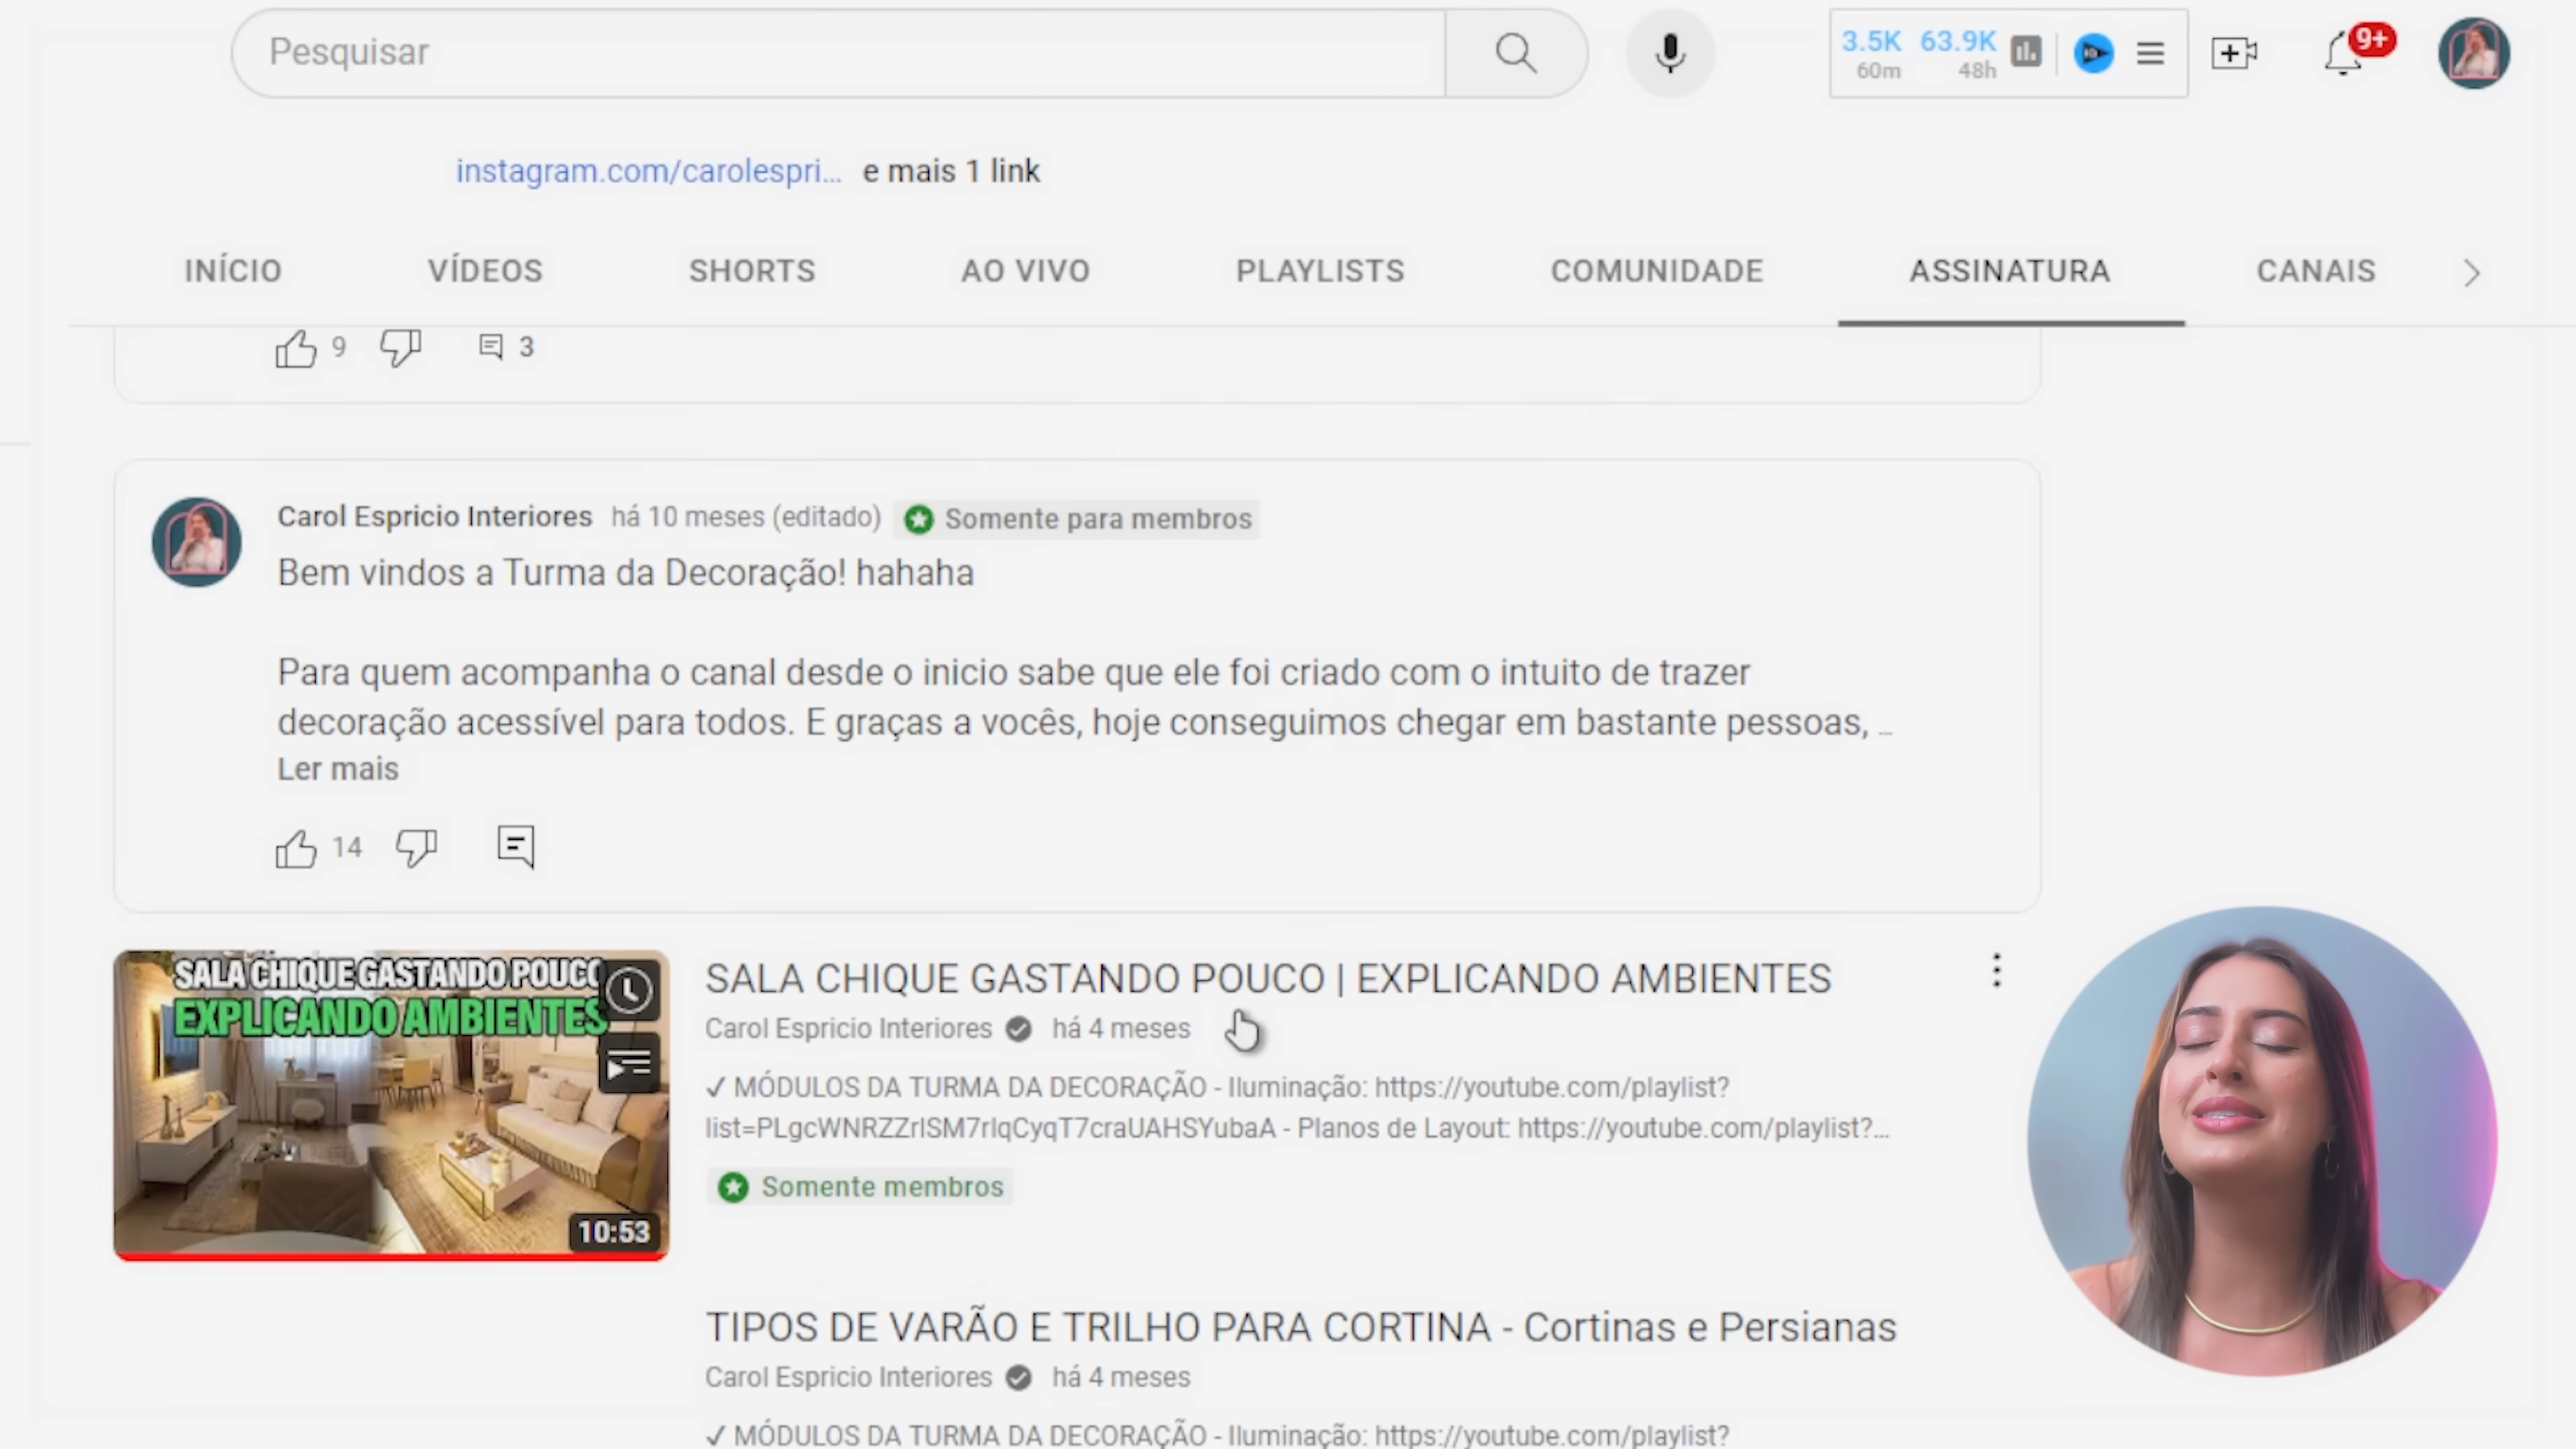 Pesquisar
3.5K 63.9K
60m 48h
9+
instagram.com/carolespri... e mais 1 link
INÍCIO VÍDEOS SHORTS AO VIVO PLAYLISTS COMUNIDADE ASSINATURA CANAIS
9 3
Carol Espricio Interiores há 10 meses (editado) Somente para membros
Bem vindos a Turma da Decoração! hahaha
Para quem acompanha o canal desde o inicio sabe que ele foi criado com o intuito de trazer
decoração acessível para todos. E graças a vocês, hoje conseguimos chegar em bastante pessoas, ...
Ler mais
14
SALA CHIQUE GASTANDO POUCO
EXPLICANDO AMBIENTES
10:53
SALA CHIQUE GASTANDO POUCO | EXPLICANDO AMBIENTES
Carol Espricio Interiores há 4 meses
✓ MÓDULOS DA TURMA DA DECORAÇÃO - Iluminação: https://youtube.com/playlist?
list=PLgcWNRZZrISM7rIqCyqT7craUAHSYubaA - Planos de Layout: https://youtube.com/playlist?...
Somente membros
TIPOS DE VARÃO E TRILHO PARA CORTINA - Cortinas e Persianas
Carol Espricio Interiores há 4 meses
✓ MÓDULOS DA TURMA DA DECORAÇÃO - Iluminação: https://youtube.com/playlist?